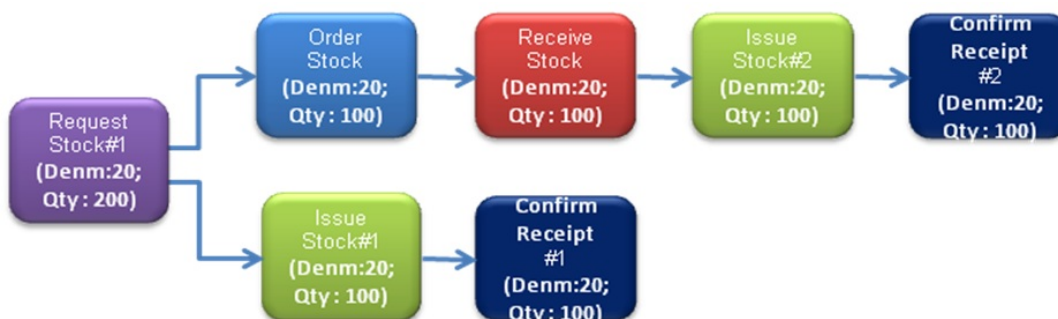 Order
Stock
(Denm:20;
Qty : 100)
Receive
Stock
(Denm:20;
Qty : 100)
Issue
Stock#2
(Denm:20;
Qty : 100)
Confirm
Receipt
#2
(Denm:20;
Qty : 100)
Request
Stock#1
(Denm:20;
Qty : 200)
Issue
Stock#1
(Denm:20;
Qty : 100)
Confirm
Receipt
#1
(Denm:20;
Qty : 100)